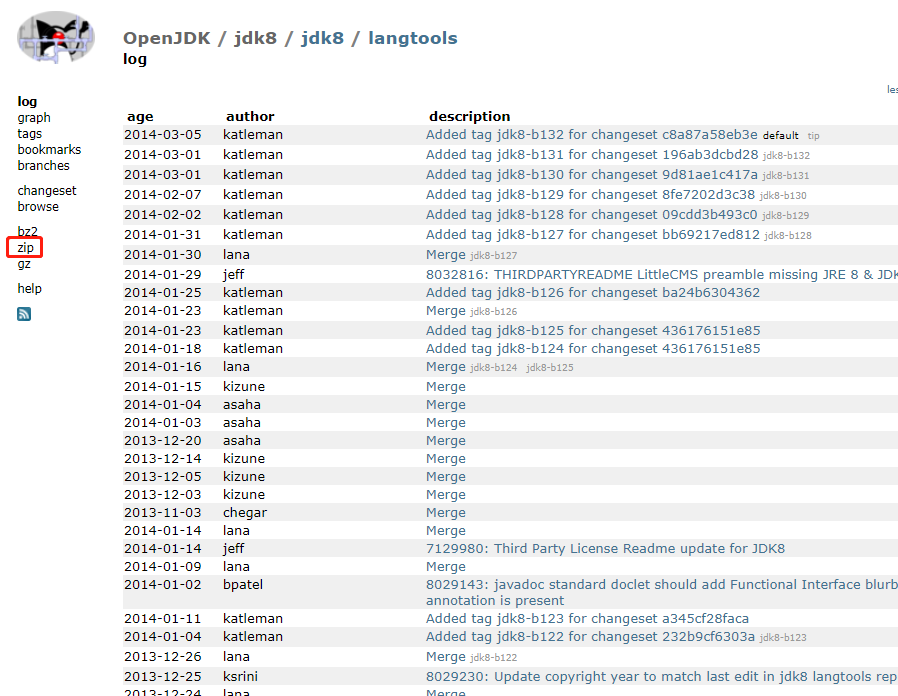 OpenJDK / jdk8 / jdk8 / langtools
log
les
log
graph
tags
bookmarks
branches
changeset
browse
bz2
zip
gz
help
age author description
2014-03-05 katleman Added tag jdk8-b132 for changeset c8a87a58eb3e default tip
2014-03-01 katleman Added tag jdk8-b131 for changeset 196ab3dcbd28 jdk8-b132
2014-03-01 katleman Added tag jdk8-b130 for changeset 9d81ae1c417a jdk8-b131
2014-02-07 katleman Added tag jdk8-b129 for changeset 8fe7202d3c38 jdk8-b130
2014-02-02 katleman Added tag jdk8-b128 for changeset 09cdd3b493c0 jdk8-b129
2014-01-31 katleman Added tag jdk8-b127 for changeset bb69217ed812 jdk8-b128
2014-01-30 lana Merge jdk8-b127
2014-01-29 jeff 8032816: THIRDPARTYREADME LittleCMS preamble missing JRE 8 & JDK
2014-01-25 katleman Added tag jdk8-b126 for changeset ba24b6304362
2014-01-23 katleman Merge jdk8-b126
2014-01-23 katleman Added tag jdk8-b125 for changeset 436176151e85
2014-01-18 katleman Added tag jdk8-b124 for changeset 436176151e85
2014-01-16 lana Merge jdk8-b124 jdk8-b125
2014-01-15 kizune Merge
2014-01-04 asaha Merge
2014-01-03 asaha Merge
2013-12-20 asaha Merge
2013-12-14 kizune Merge
2013-12-05 kizune Merge
2013-12-03 kizune Merge
2013-11-03 chegar Merge
2014-01-14 lana Merge
2014-01-14 jeff 7129980: Third Party License Readme update for JDK8
2014-01-09 lana Merge
2014-01-02 bpatel 8029143: javadoc standard doclet should add Functional Interface blurb
annotation is present
2014-01-11 katleman Added tag jdk8-b123 for changeset a345cf28faca
2014-01-04 katleman Added tag jdk8-b122 for changeset 232b9cf6303a jdk8-b123
2013-12-26 lana Merge jdk8-b122
2013-12-25 ksrini 8029230: Update copyright year to match last edit in jdk8 langtools rep
2013-12-24 lana Merge